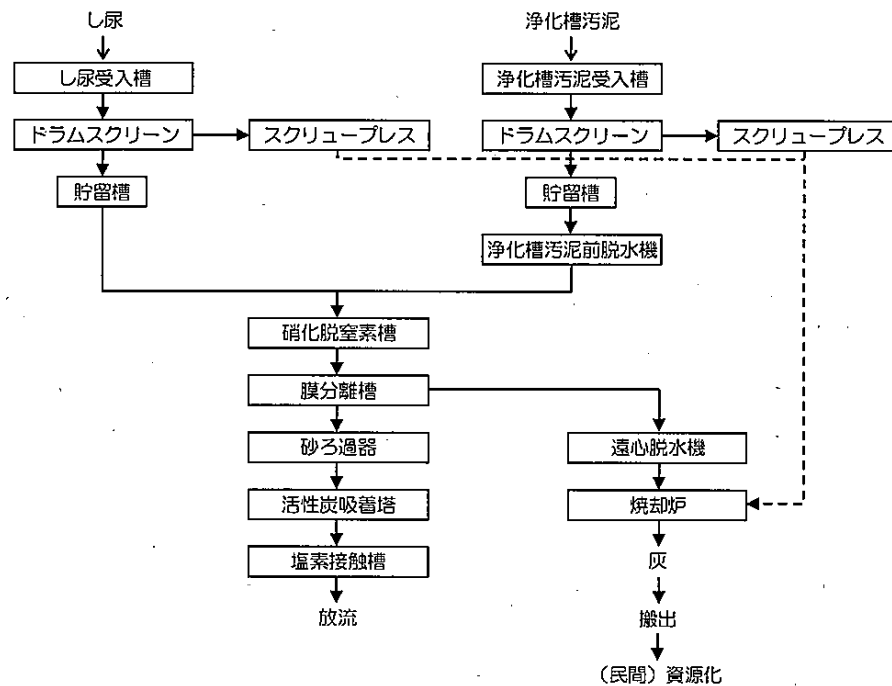 し尿
浄化槽汚泥
し尿受入槽
浄化槽汚泥受入槽
ドラムスクリーン
スクリュープレス
ドラムスクリーン
スクリュープレス
貯留槽
貯留槽
浄化槽汚泥前脱水機
硝化脱窒素槽
膜分離槽
砂ろ過器
遠心脱水機
活性炭吸着塔
焼却炉
塩素接触槽
灰
放流
搬出
（民間）資源化